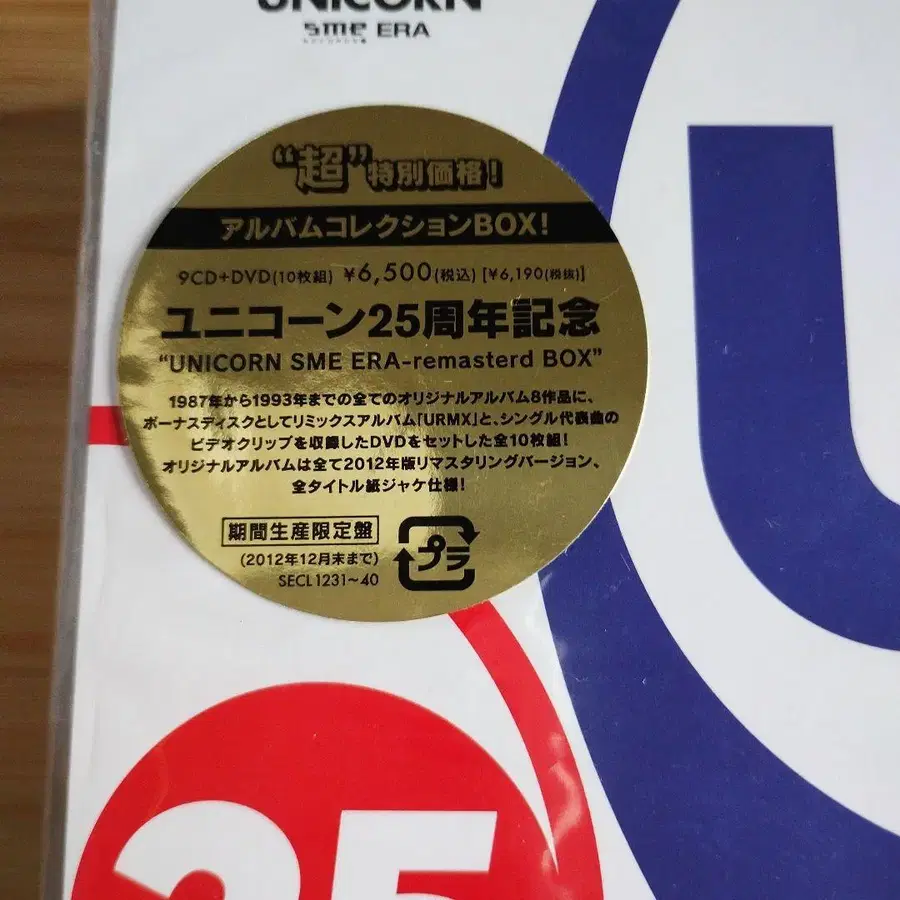 UNICORN
sme ERA
“超”特別価格!
アルバムコレクションBOX!
9CD+DVD(10枚組) ¥6,500(税込) [¥6,190(税抜)]
ユニコーン25周年記念
“UNICORN SME ERA-remasterd BOX”
1987年から1993年までの全てのオリジナルアルバム8作品に、
ボーナスディスクとしてリミックスアルバム「URMX」と、シングル代表曲の
ビデオクリップを収録したDVDをセットした全10枚組!
オリジナルアルバムは全て2012年版リマスタリングバージョン、
全タイトル紙ジャケ仕様!
期間生産限定盤
(2012年12月末まで)
SECL1231~40
プラ
U
25